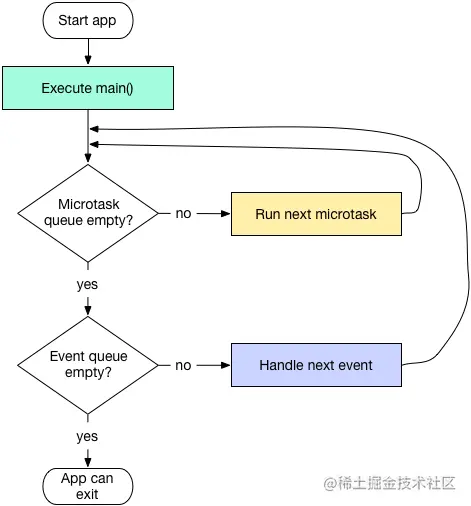 Start app
Execute main()
Microtask
queue empty?
no
Run next microtask
yes
Event queue
empty?
no
Handle next event
yes
App can
exit
@稀土掘金技术社区